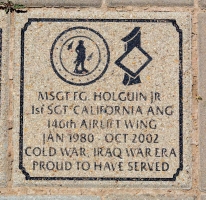 MSGT F.G. HOLGUIN JR
1st SGT CALIFORNIA ANG
146th AIRLIFT WING
JAN 1980 - OCT 2002
COLD WAR, IRAQ WAR ERA
PROUD TO HAVE SERVED